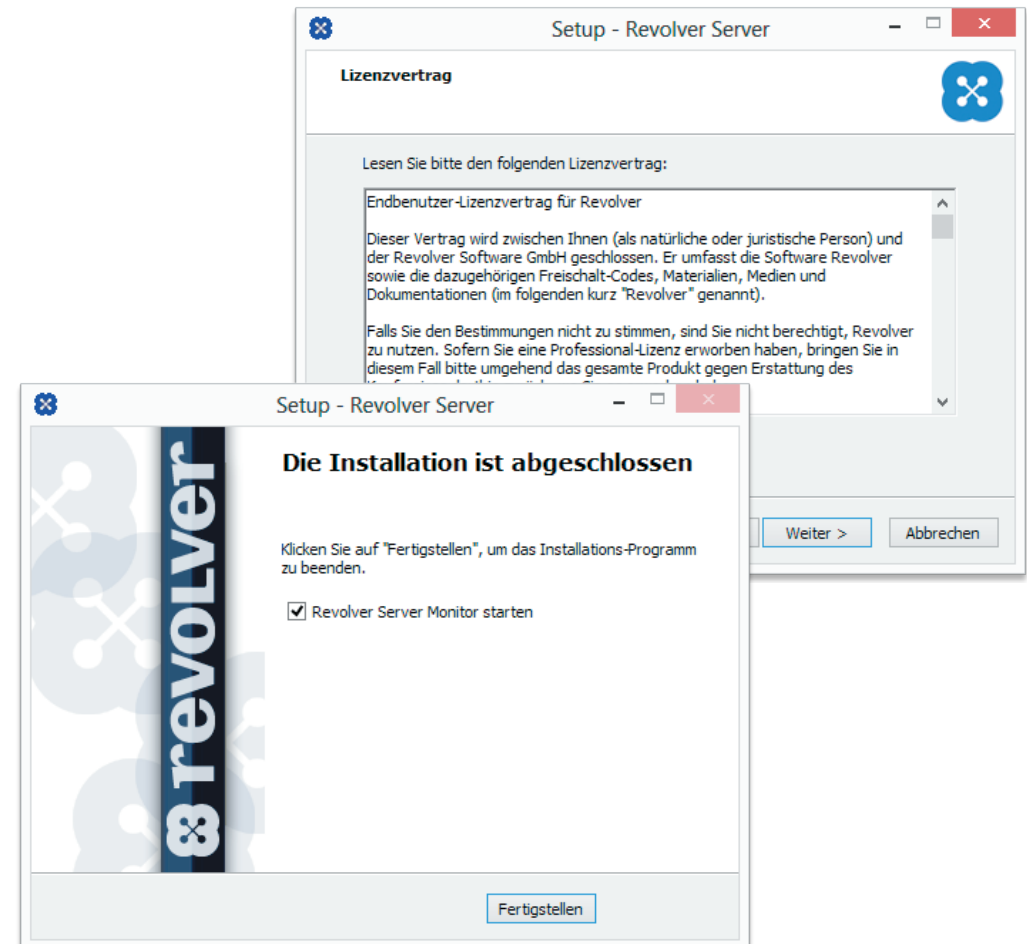 Setup - Revolver Server
Lizenzvertrag
Lesen Sie bitte den folgenden Lizenzvertrag:
Endbenutzer-Lizenzvertrag für Revolver
Dieser Vertrag wird zwischen Ihnen (als natürliche oder juristische Person) und
der Revolver Software GmbH geschlossen. Er umfasst die Software Revolver
sowie die dazugehörigen Freischalt-Codes, Materialien, Medien und
Dokumentationen (im folgenden kurz "Revolver" genannt).
Falls Sie den Bestimmungen nicht zu stimmen, sind Sie nicht berechtigt, Revolver
zu nutzen. Sofern Sie eine Professional-Lizenz erworben haben, bringen Sie in
diesem Fall bitte umgehend das gesamte Produkt gegen Erstattung des
Weiter >
Abbrechen
Setup - Revolver Server
revolver
Die Installation ist abgeschlossen
Klicken Sie auf "Fertigstellen", um das Installations-Programm
zu beenden.
Revolver Server Monitor starten
Fertigstellen